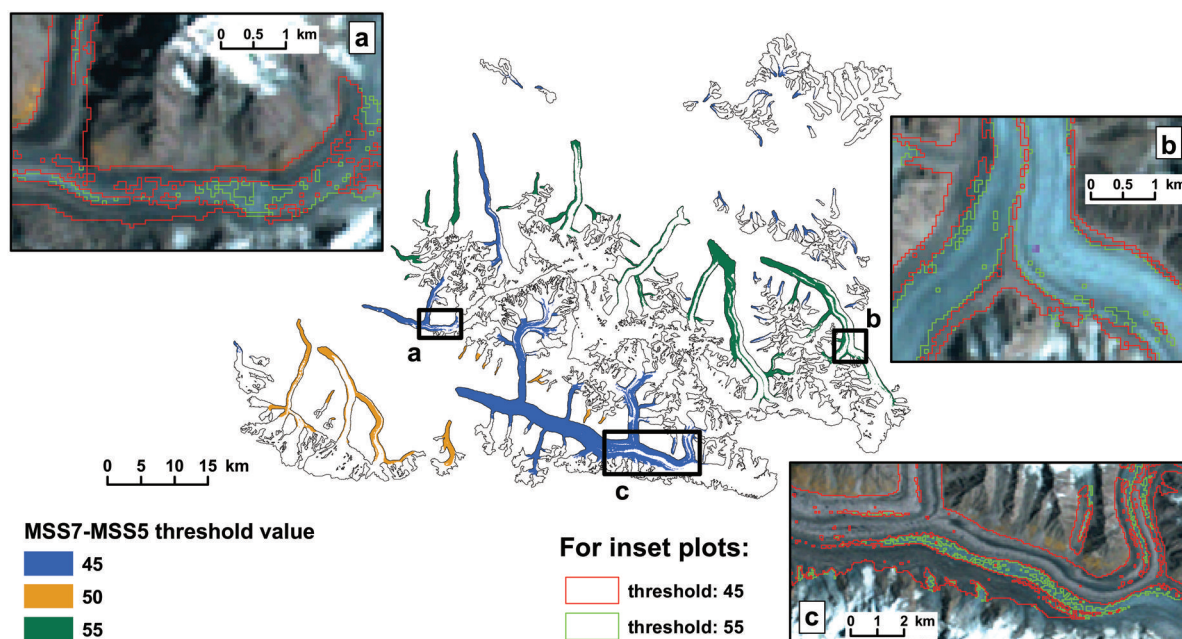 0 0.5 1 km
a
b
0 0.5 1 km
a
b
c
0 5 10 15 km
MSS7-MSS5 threshold value
45
50
55
For inset plots:
threshold: 45
threshold: 55
c
0 1 2 km